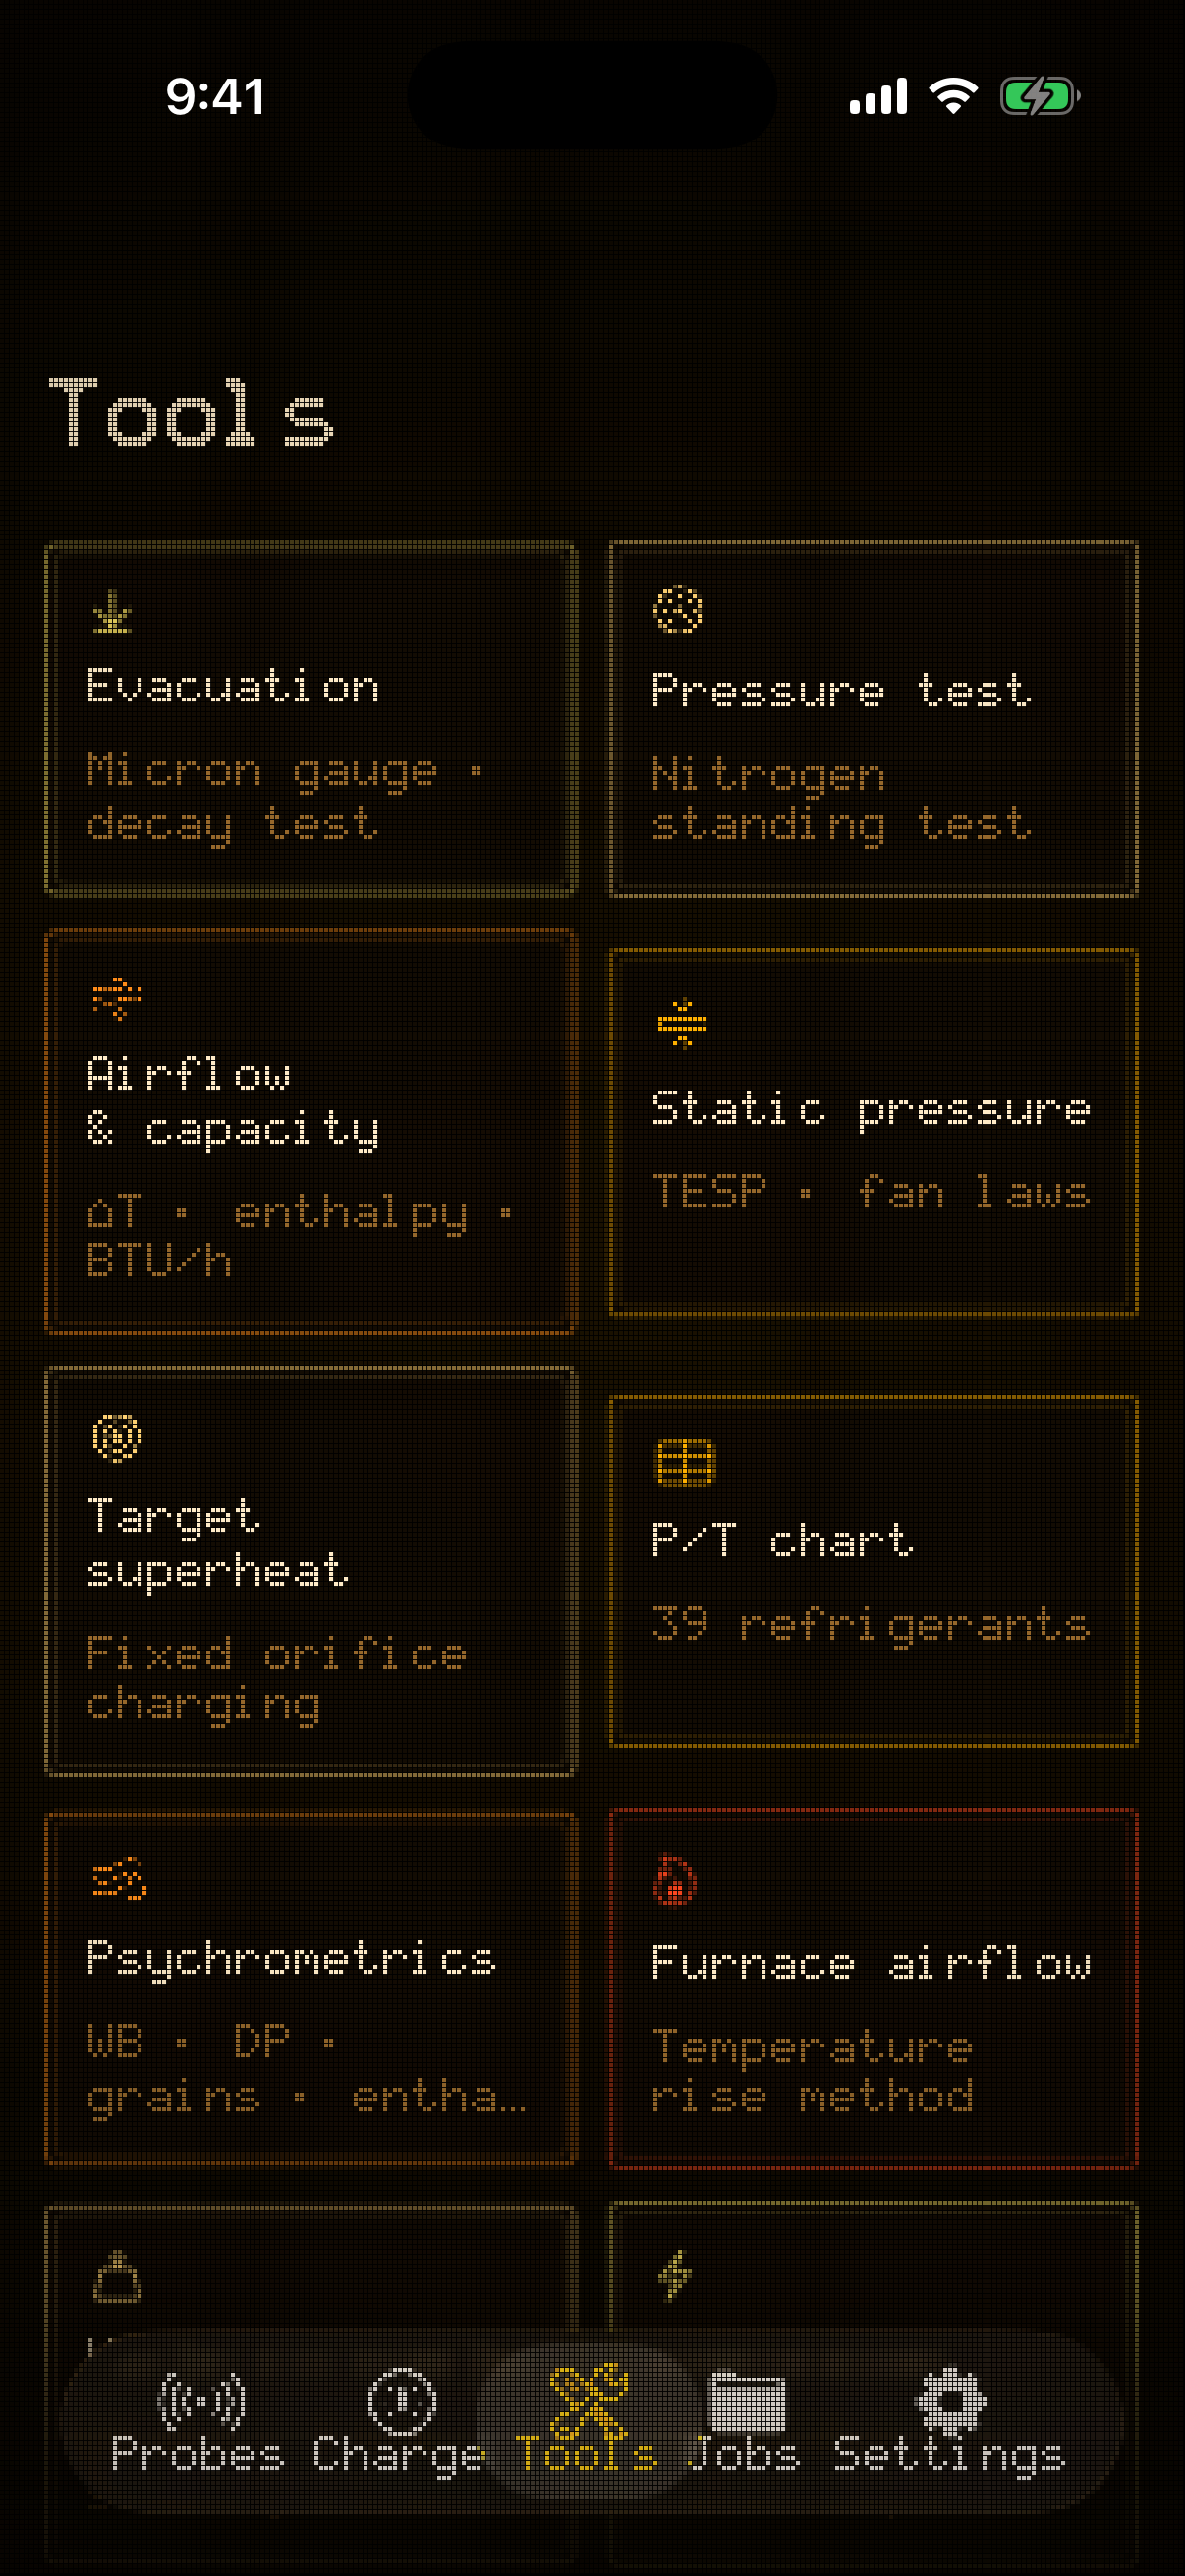 9:41
Tools
Evacuation
Micron gauge ·
decay test
Pressure test
Nitrogen
standing test
Airflow
& capacity
ΔT · enthalpy ·
BTU/h
Static pressure
TESP · fan laws
Target
superheat
Fixed orifice
charging
P/T chart
39 refrigerants
Psychrometrics
WB · DP ·
grains · entha…
Furnace airflow
Temperature
rise method
Probes Charge Tools Jobs Settings